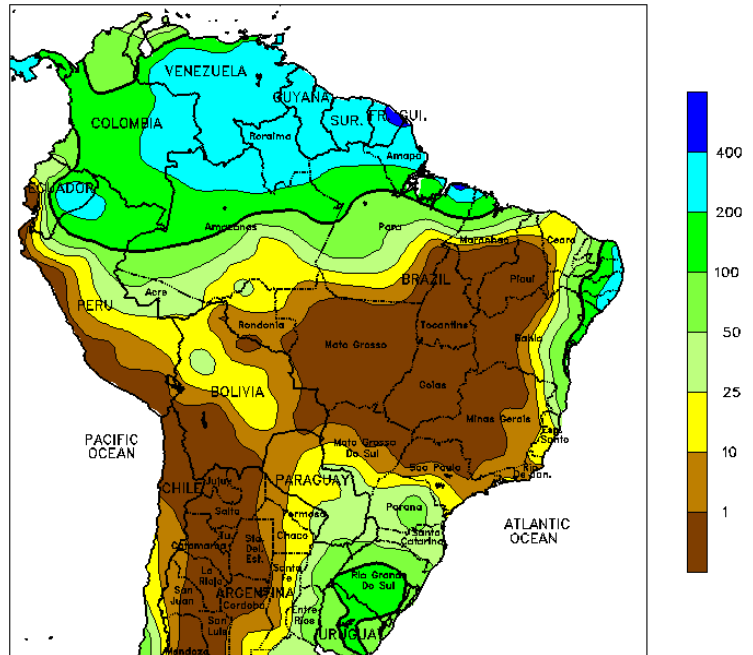 VENEZUELA
GUYANA
SUR.
FR.GUI.
COLOMBIA
Roraima
Amapa
400
ECUADOR
200
Amazonas
Para
Maranhao
Ceara
100
BRAZIL
Piaui
Acre
PERU
Rondonia
Tocantins
50
Mato Grosso
Bahia
Goias
25
BOLIVIA
Minas Gerais
PACIFIC
OCEAN
Mato Grosso
Do Sul
Esp.
Santo
10
Sao Paulo
Rio
De Jan.
PARAGUAY
CHILE
Jujuy
Salta
Formosa
Parana
1
ATLANTIC
OCEAN
Tu.
Chaco
Santa
Catarina
Catamarca
Sta.
Del.
Est.
La
Rioja
Santa
Fe
Rio Grande
Do Sul
San
Juan
ARGENTINA
Cordoba
Entre
Rios
San
Luis
URUGUAY
Mendoza